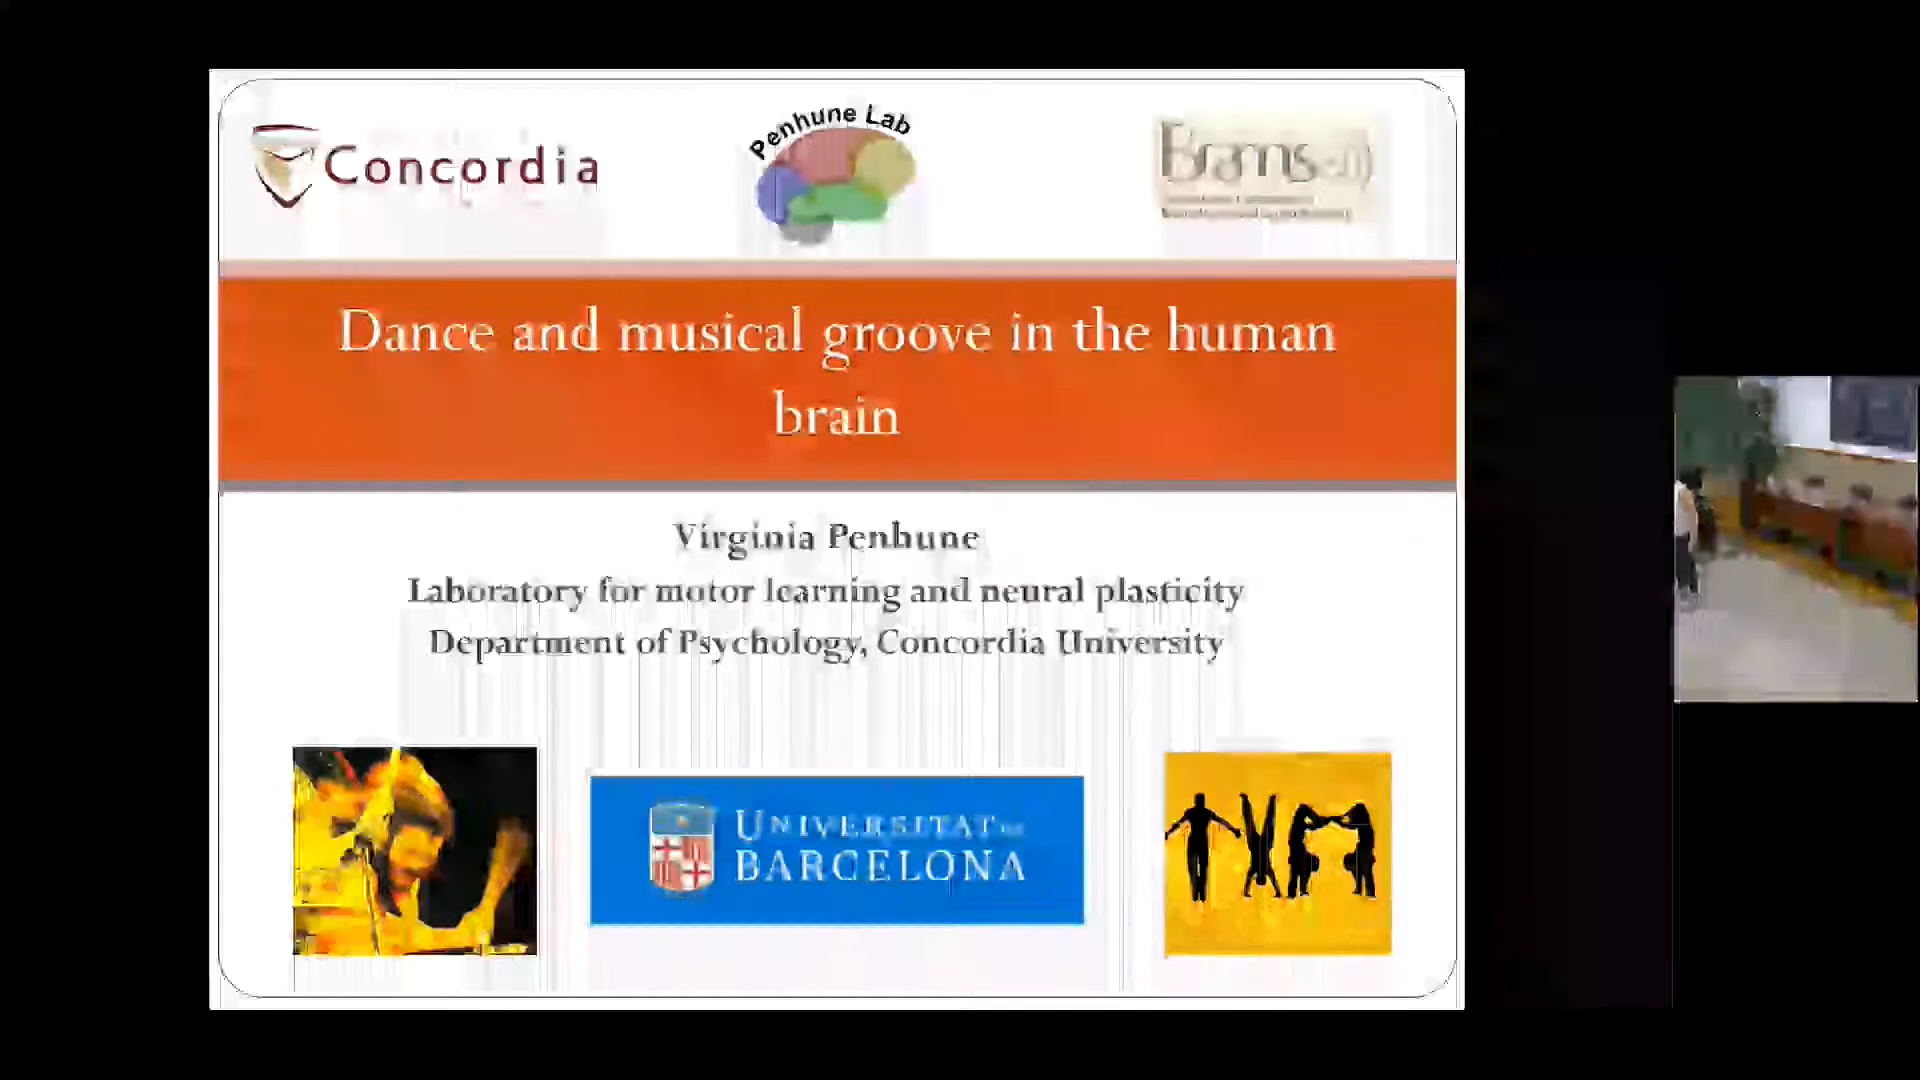 Concordia
Penhune Lab
Brams
Dance and musical groove in the human
brain
Virginia Penhune
Laboratory for motor learning and neural plasticity
Department of Psychology, Concordia University
UNIVERSITAT DE
BARCELONA